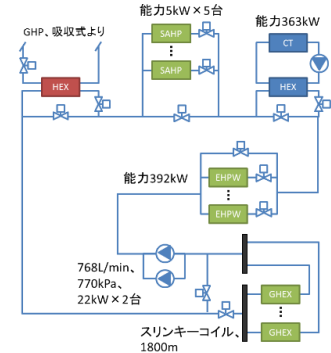 能力5kW×5台
能力363kW
GHP、吸収式より
SAHP
SAHP
CT
HEX
HEX
能力392kW
EHPW
EHPW
768L/min、
770kPa、
22kW×2台
GHEX
GHEX
スリンキーコイル、
1800m